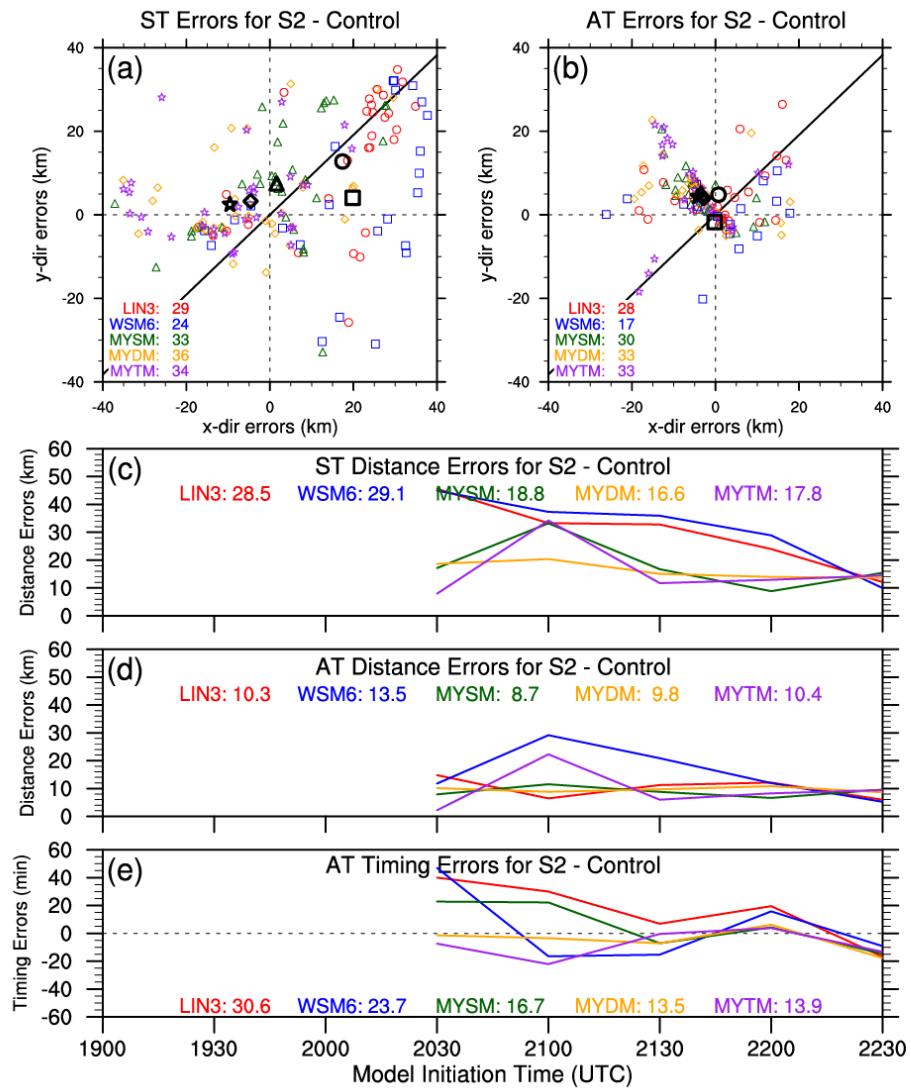 ST Errors for S2 - Control
AT Errors for S2 - Control
(a)
(b)
40
20
0
-20
-40
y-dir errors (km)
LIN3: 29
WSM6: 24
MYSM: 33
MYDM: 36
MYTM: 34
-40 -20 0 20 40
x-dir errors (km)
40
20
0
-20
-40
y-dir errors (km)
LIN3: 28
WSM6: 17
MYSM: 30
MYDM: 33
MYTM: 33
-40 -20 0 20 40
x-dir errors (km)
(c)
ST Distance Errors for S2 - Control
LIN3: 28.5 WSM6: 29.1 MYSM: 18.8 MYDM: 16.6 MYTM: 17.8
60
50
40
30
20
10
0
Distance Errors (km)
(d)
AT Distance Errors for S2 - Control
LIN3: 10.3 WSM6: 13.5 MYSM: 8.7 MYDM: 9.8 MYTM: 10.4
60
50
40
30
20
10
0
Distance Errors (km)
(e)
AT Timing Errors for S2 - Control
60
40
20
0
-20
-40
-60
Timing Errors (min)
LIN3: 30.6 WSM6: 23.7 MYSM: 16.7 MYDM: 13.5 MYTM: 13.9
1900 1930 2000 2030 2100 2130 2200 2230
Model Initiation Time (UTC)